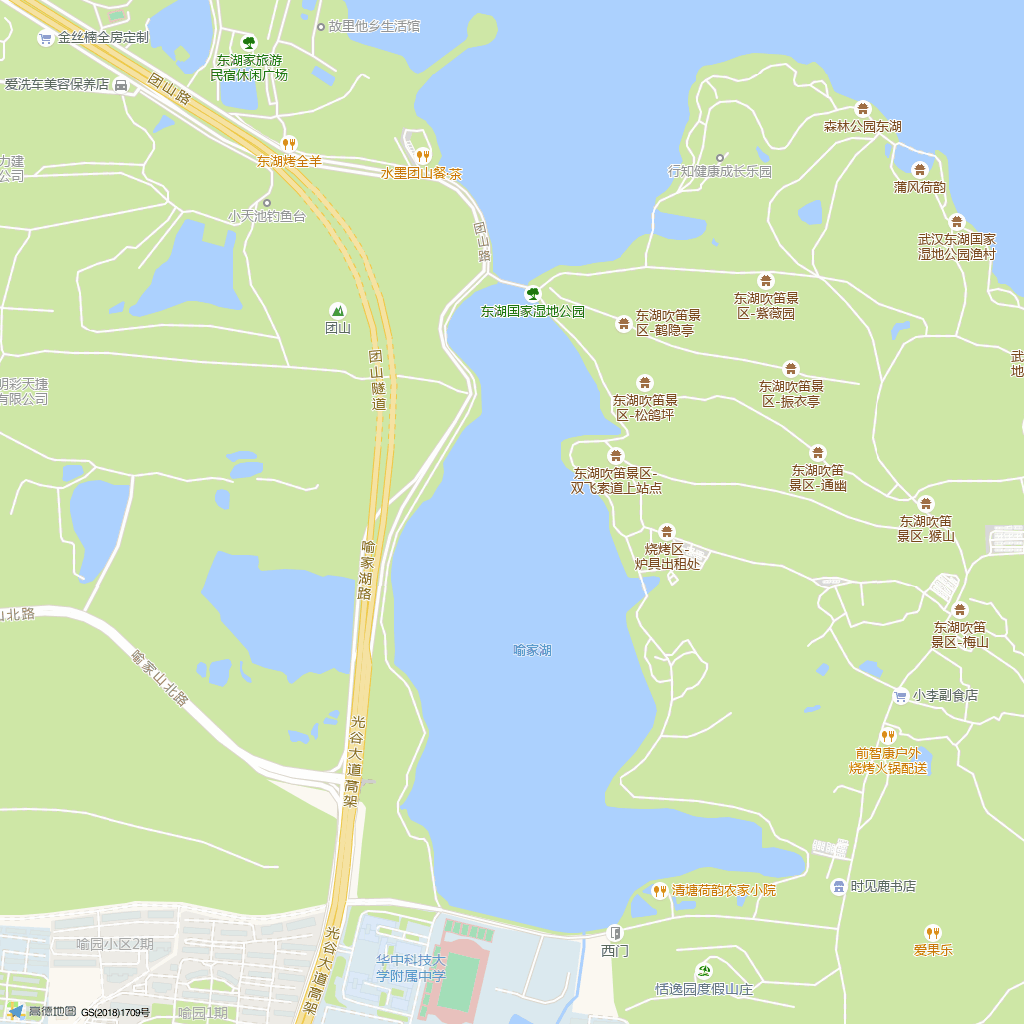 故里他乡生活馆
金丝楠全房定制
东湖家旅游
民宿休闲广场
爱洗车美容保养店
团山路
森林公园东湖
东湖烤全羊
水墨团山餐·茶
行知健康成长乐园
力建
公司
蒲风荷韵
小天池钓鱼台
团山路
武汉东湖国家
湿地公园渔村
东湖国家湿地公园
东湖吹笛景
区-紫薇园
团山
东湖吹笛景
区-鹤隐亭
团山隧道
武
地
明彩天捷
有限公司
东湖吹笛景
区-振衣亭
东湖吹笛景
区-松鸽坪
东湖吹笛景区-
双飞索道上站点
东湖吹笛
景区-通幽
东湖吹笛
景区-猴山
喻家湖路
烧烤区-
炉具出租处
山北路
东湖吹笛
景区-梅山
喻家湖
喻家山北路
小李副食店
光谷大道高架
前智康户外
烧烤火锅配送
时见鹿书店
清塘荷韵农家小院
喻园小区2期
光谷大道高架
西门
爱果乐
华中科技大
学附属中学
恬逸园度假山庄
高德地图
GS(2018)1709号
喻园1期